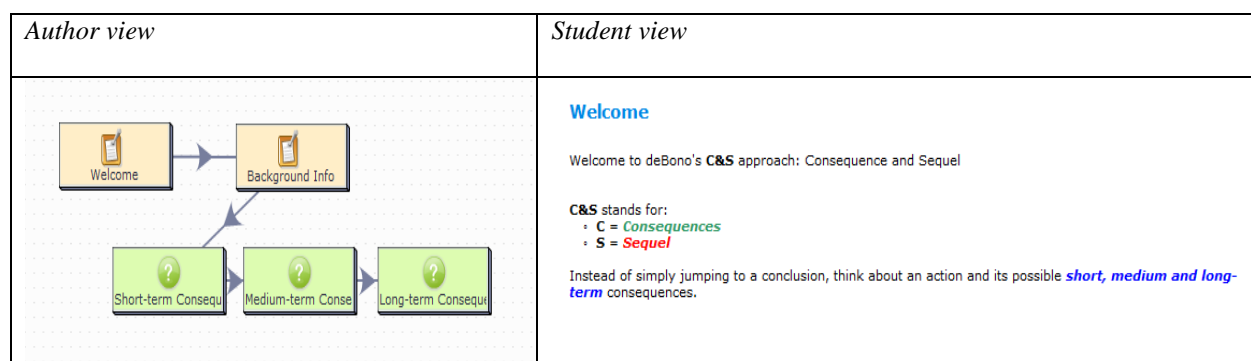 Author view
Student view
Welcome
Background Info
Short-term Consequ
Medium-term Conse
Long-term Conseque
Welcome
Welcome to deBono's C&S approach: Consequence and Sequel
C&S stands for:
◦ C = Consequences
◦ S = Sequel
Instead of simply jumping to a conclusion, think about an action and its possible short, medium and long-
term consequences.